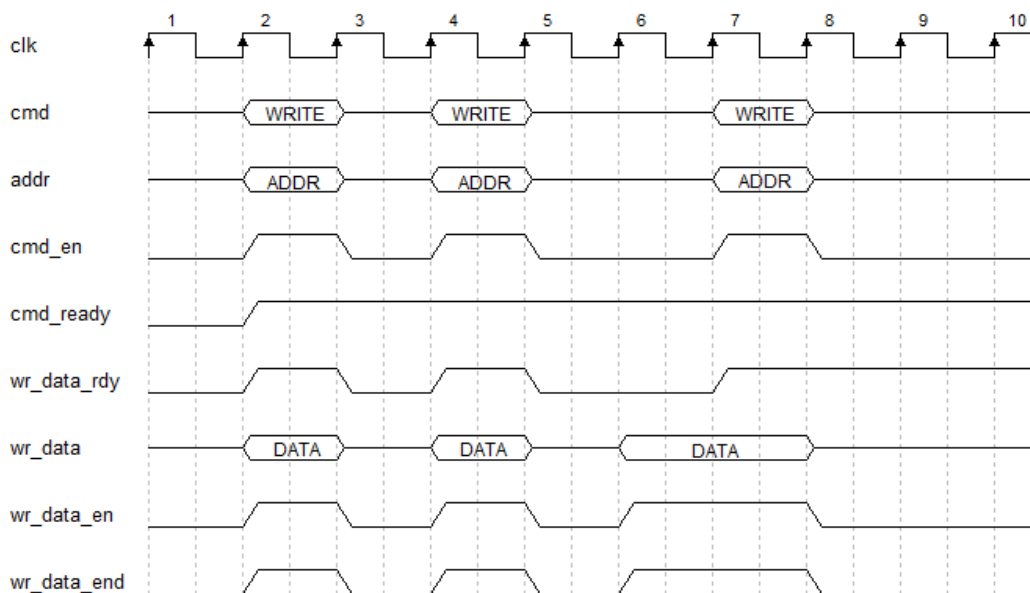 1 2 3 4 5 6 7 8 9 10
clk
cmd WRITE WRITE WRITE
addr ADDR ADDR ADDR
cmd_en
cmd_ready
wr_data_rdy
wr_data DATA DATA DATA
wr_data_en
wr_data_end